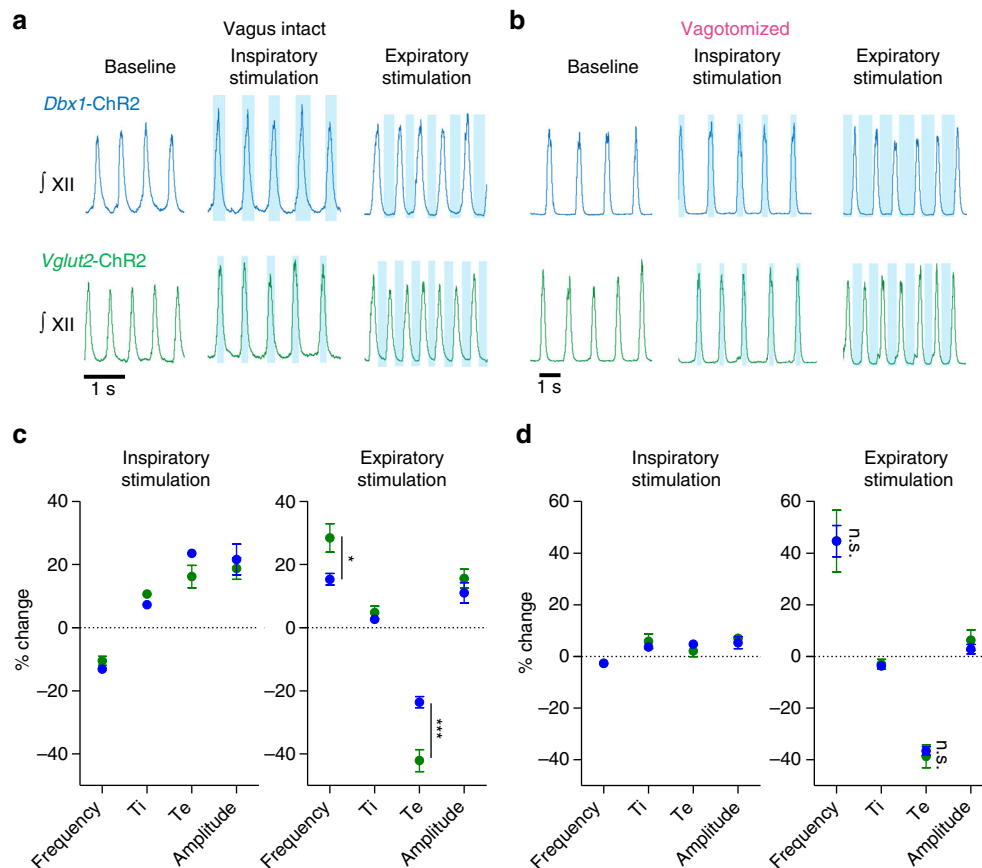 a
Vagus intact
Baseline
Inspiratory
stimulation
Expiratory
stimulation
Dbx1-ChR2
∫ XII
Vglut2-ChR2
∫ XII
1 s
b
Vagotomized
Baseline
Inspiratory
stimulation
Expiratory
stimulation
1 s
c
Inspiratory
stimulation
Expiratory
stimulation
% change
40
20
0
−20
−40
Frequency
Ti
Te
Amplitude
40
20
0
−20
−40
*
***
Frequency
Ti
Te
Amplitude
d
Inspiratory
stimulation
Expiratory
stimulation
% change
60
40
20
0
−20
−40
Frequency
Ti
Te
Amplitude
60
40
20
0
−20
−40
n.s.
n.s.
Frequency
Ti
Te
Amplitude